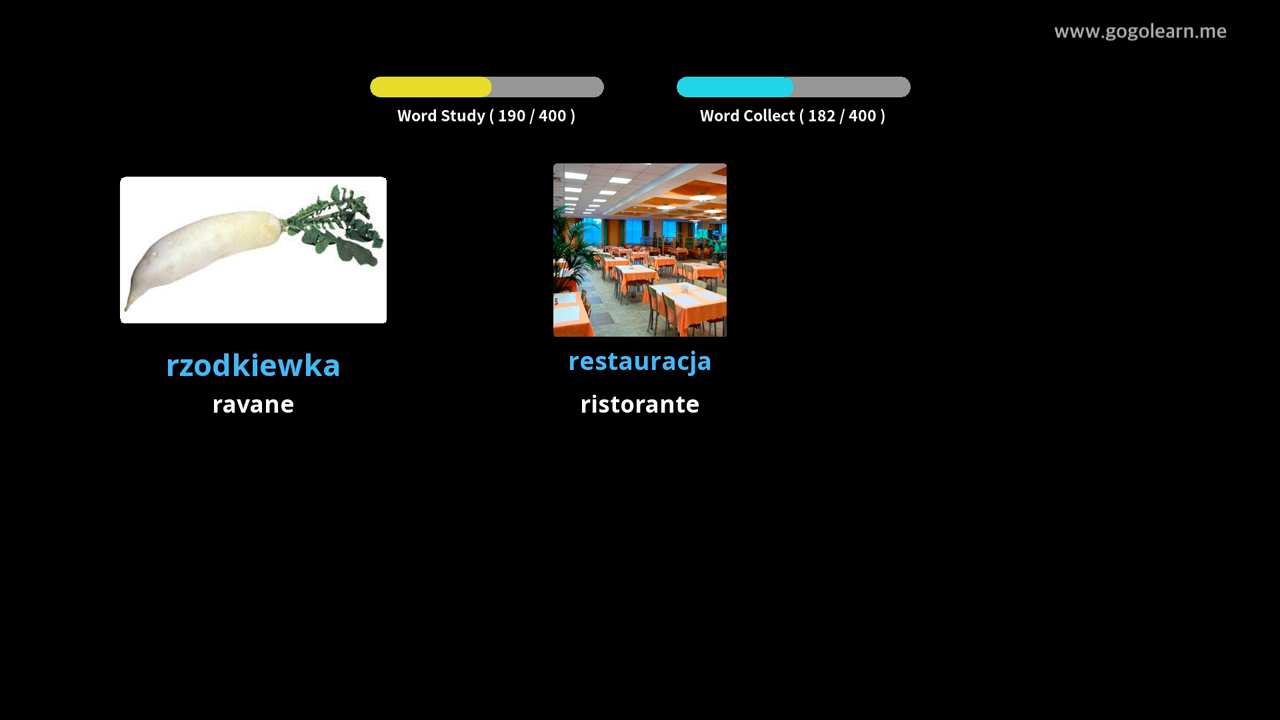 www.gogolearn.me
Word Study ( 190 / 400 )
Word Collect ( 182 / 400 )
rzodkiewka
ravane
restauracja
ristorante